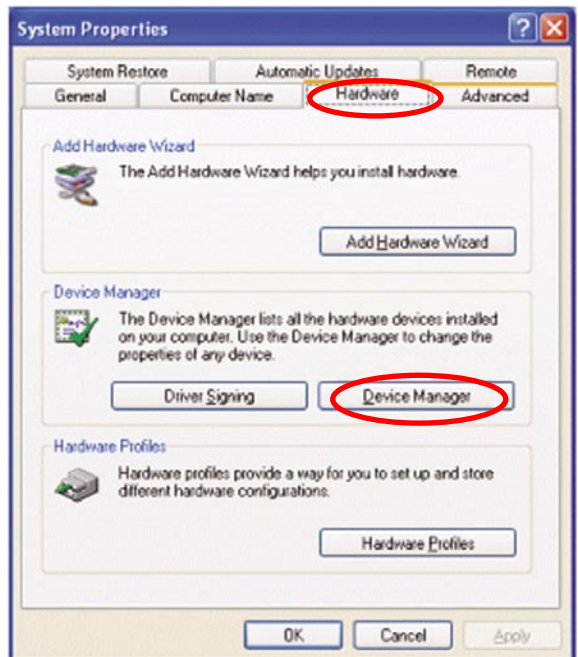 System Properties
System Restore Automatic Updates Remote
General Computer Name Hardware Advanced
Add Hardware Wizard
The Add Hardware Wizard helps you install hardware.
Add Hardware Wizard
Device Manager
The Device Manager lists all the hardware devices installed
on your computer. Use the Device Manager to change the
properties of any device.
Driver Signing Device Manager
Hardware Profiles
Hardware profiles provide a way for you to set up and store
different hardware configurations.
Hardware Profiles
OK Cancel Apply